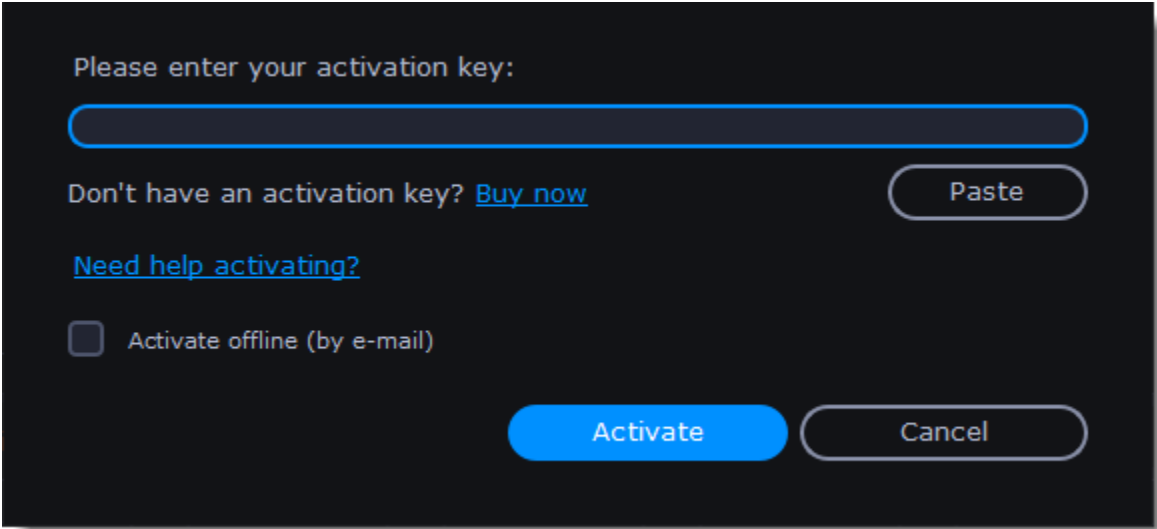 Please enter your activation key:
Don't have an activation key? Buy now
Paste
Need help activating?
Activate offline (by e-mail)
Activate
Cancel